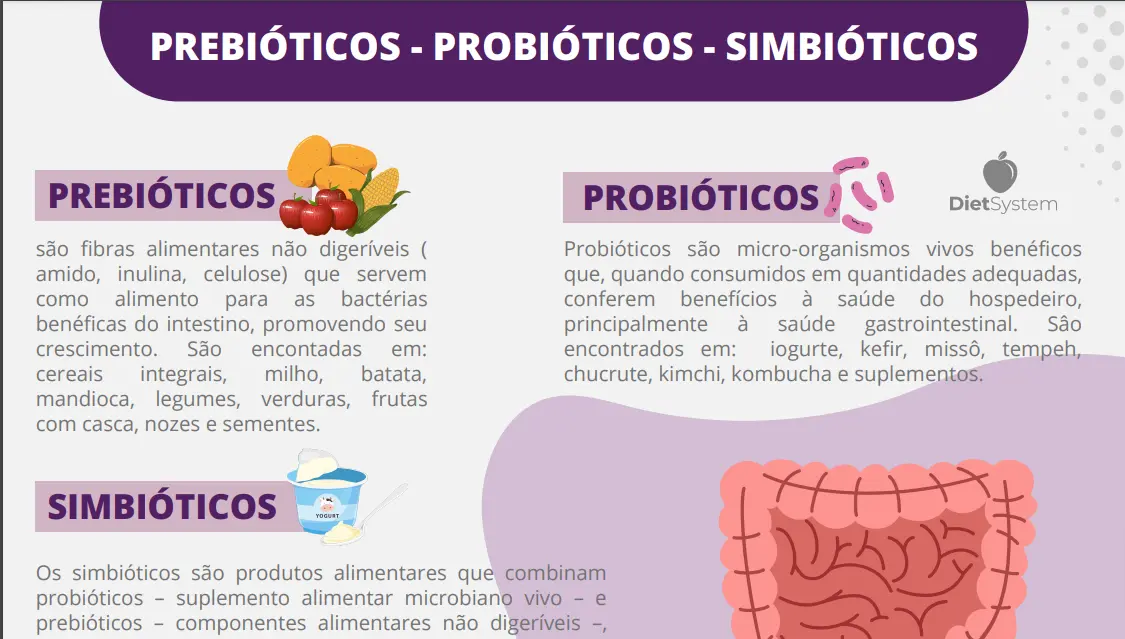 PREBIÓTICOS - PROBIÓTICOS - SIMBIÓTICOS
PREBIÓTICOS
são fibras alimentares não digeríveis (
amido, inulina, celulose) que servem
como alimento para as bactérias
benéficas do intestino, promovendo seu
crescimento. São encontadas em:
cereais integrais, milho, batata,
mandioca, legumes, verduras, frutas
com casca, nozes e sementes.
PROBIÓTICOS
DietSystem
Probióticos são micro-organismos vivos benéficos
que, quando consumidos em quantidades adequadas,
conferem benefícios à saúde do hospedeiro,
principalmente à saúde gastrointestinal. Sâo
encontrados em: iogurte, kefir, missô, tempeh,
chucrute, kimchi, kombucha e suplementos.
SIMBIÓTICOS
YOGURT
Os simbióticos são produtos alimentares que combinam
probióticos – suplemento alimentar microbiano vivo – e
prebióticos – componentes alimentares não digeríveis –,